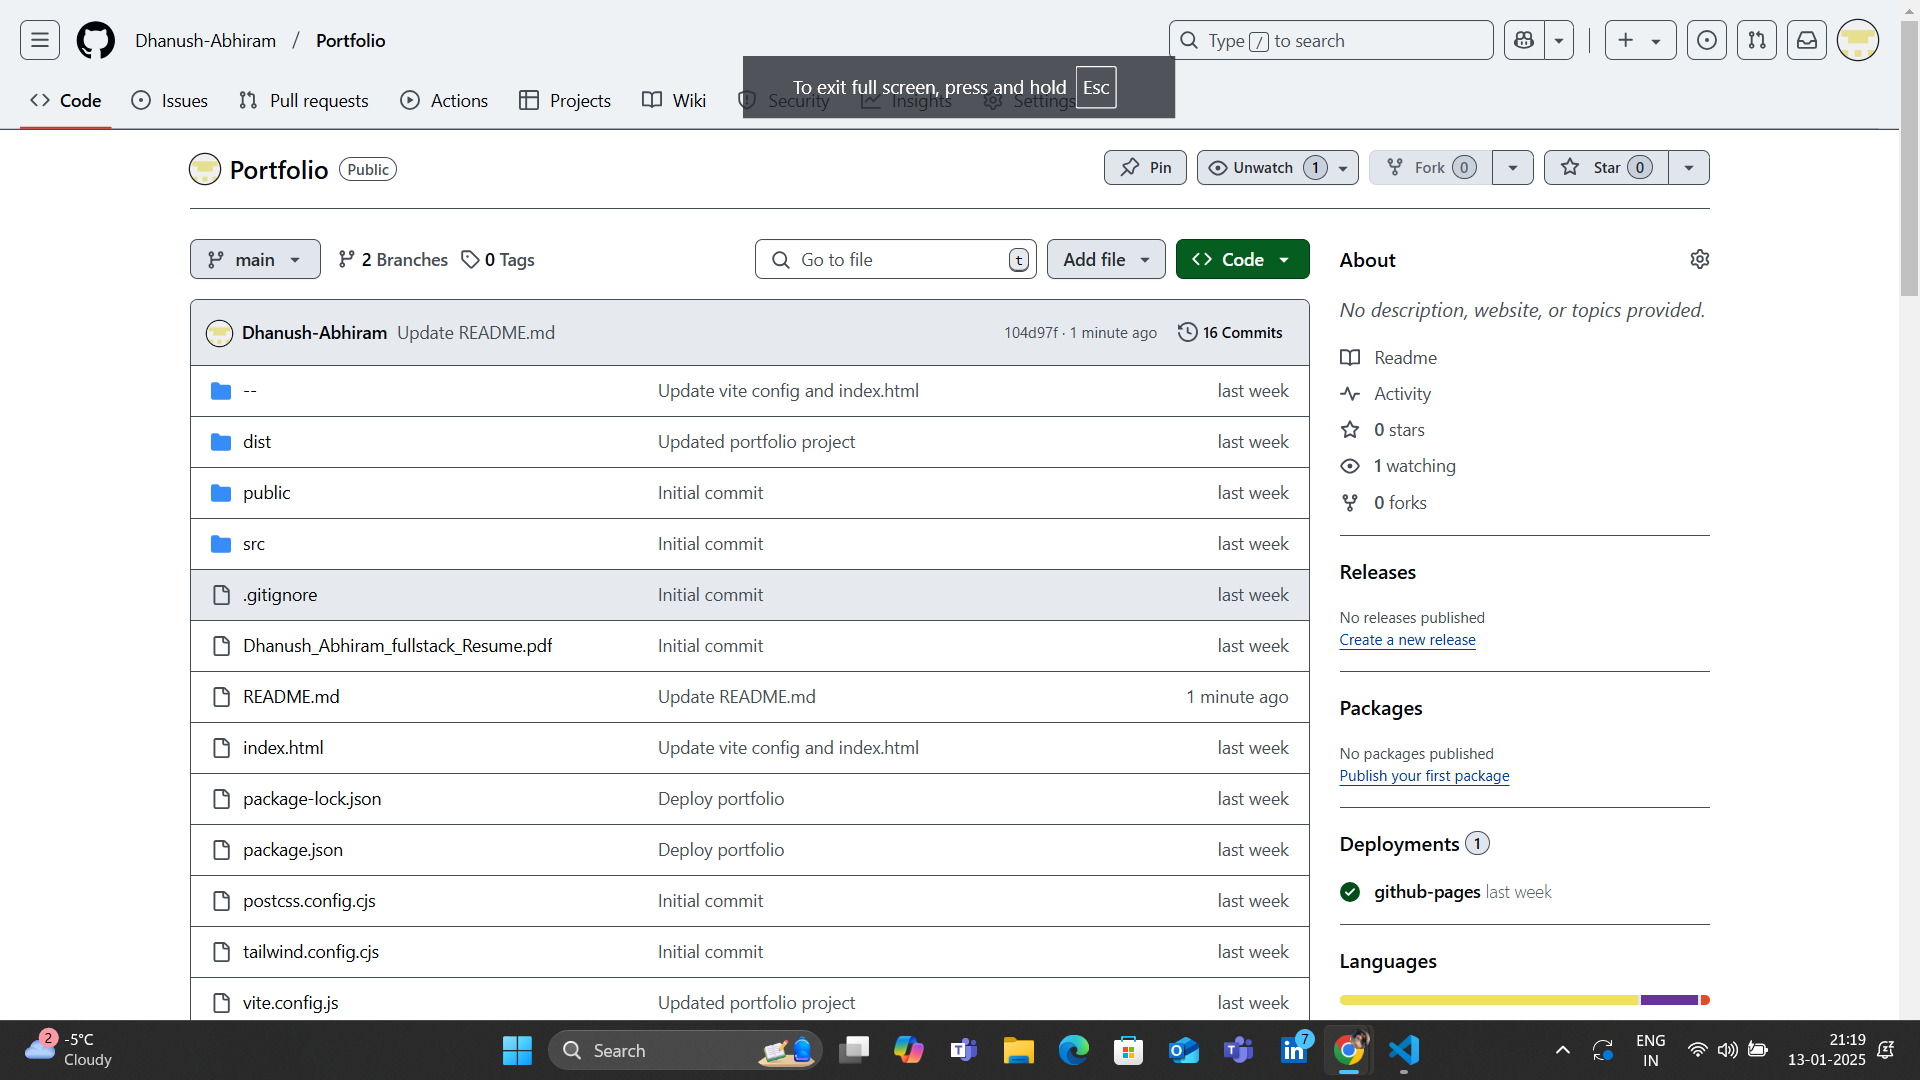 Dhanush-Abhiram / Portfolio
Type / to search
To exit full screen, press and hold Esc
Code
Issues
Pull requests
Actions
Projects
Wiki
Security
Insights
Settings
Portfolio Public
Pin
Unwatch 1
Fork 0
Star 0
main
2 Branches
0 Tags
Go to file t
Add file
Code
Dhanush-Abhiram Update README.md 104d97f · 1 minute ago 16 Commits
-- Update vite config and index.html last week
dist Updated portfolio project last week
public Initial commit last week
src Initial commit last week
.gitignore Initial commit last week
Dhanush_Abhiram_fullstack_Resume.pdf Initial commit last week
README.md Update README.md 1 minute ago
index.html Update vite config and index.html last week
package-lock.json Deploy portfolio last week
package.json Deploy portfolio last week
postcss.config.cjs Initial commit last week
tailwind.config.cjs Initial commit last week
vite.config.js Updated portfolio project last week
About
No description, website, or topics provided.
Readme
Activity
0 stars
1 watching
0 forks
Releases
No releases published
Create a new release
Packages
No packages published
Publish your first package
Deployments 1
github-pages last week
Languages
2
-5°C
Cloudy
Search
7
ENG
IN
21:19
13-01-2025